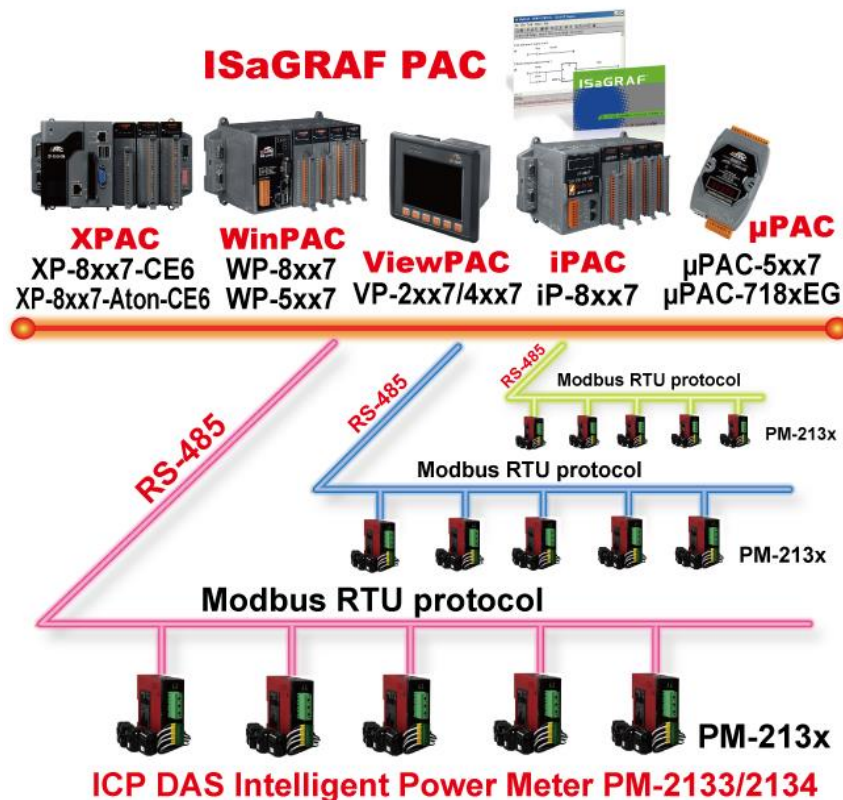 ISaGRAF PAC
ISaGRAF
XPAC
XP-8xx7-CE6
XP-8xx7-Aton-CE6
WinPAC
WP-8xx7
WP-5xx7
ViewPAC
VP-2xx7/4xx7
iPAC
iP-8xx7
µPAC
µPAC-5xx7
µPAC-718xEG
RS-485
Modbus RTU protocol
PM-213x
RS-485
Modbus RTU protocol
PM-213x
RS-485
Modbus RTU protocol
PM-213x
ICP DAS Intelligent Power Meter PM-2133/2134